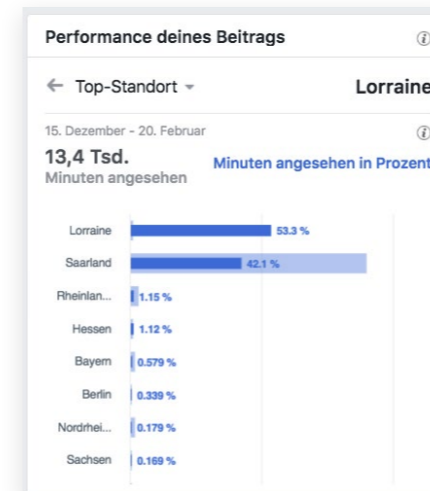 Performance deines Beitrags
Top-Standort
Lorraine
15. Dezember - 20. Februar
13,4 Tsd.
Minuten angesehen in Prozent
Minuten angesehen
Lorraine 53.3 %
Saarland 42.1 %
Rheinlan... 1.15 %
Hessen 1.12 %
Bayern 0.579 %
Berlin 0.339 %
Nordrhei... 0.179 %
Sachsen 0.169 %